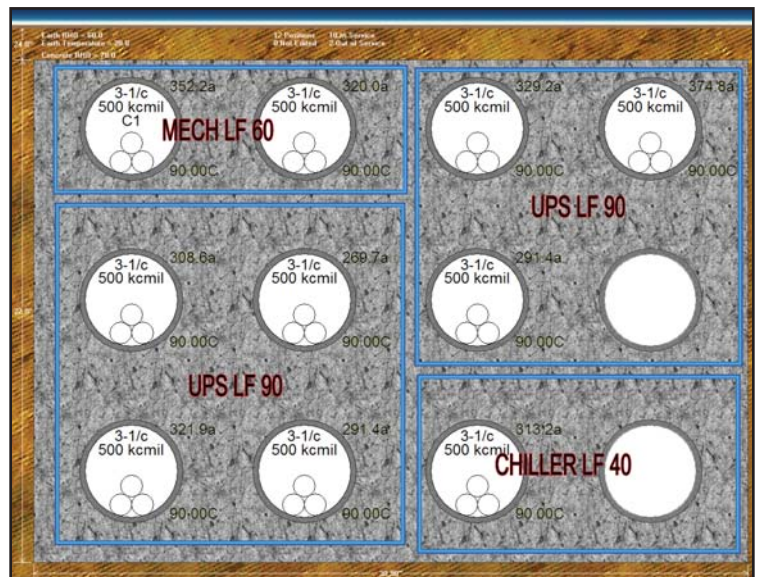 Earth RHO = 60.0
Earth Temperature = 20.0
Concrete RHO = 70.0
12 Positions 10 In Service
0 Not Edited 2 Out of Service
24.0"
352.2a
3-1/c
500 kcmil
C1
90.00C
320.0a
3-1/c
500 kcmil
90.00C
MECH LF 60
329.2a
3-1/c
500 kcmil
90.00C
374.8a
3-1/c
500 kcmil
90.00C
UPS LF 90
308.6a
3-1/c
500 kcmil
90.00C
269.7a
3-1/c
500 kcmil
90.00C
291.4a
3-1/c
500 kcmil
90.00C
UPS LF 90
321.9a
3-1/c
500 kcmil
90.00C
291.4a
3-1/c
500 kcmil
90.00C
313.2a
3-1/c
500 kcmil
90.00C
CHILLER LF 40